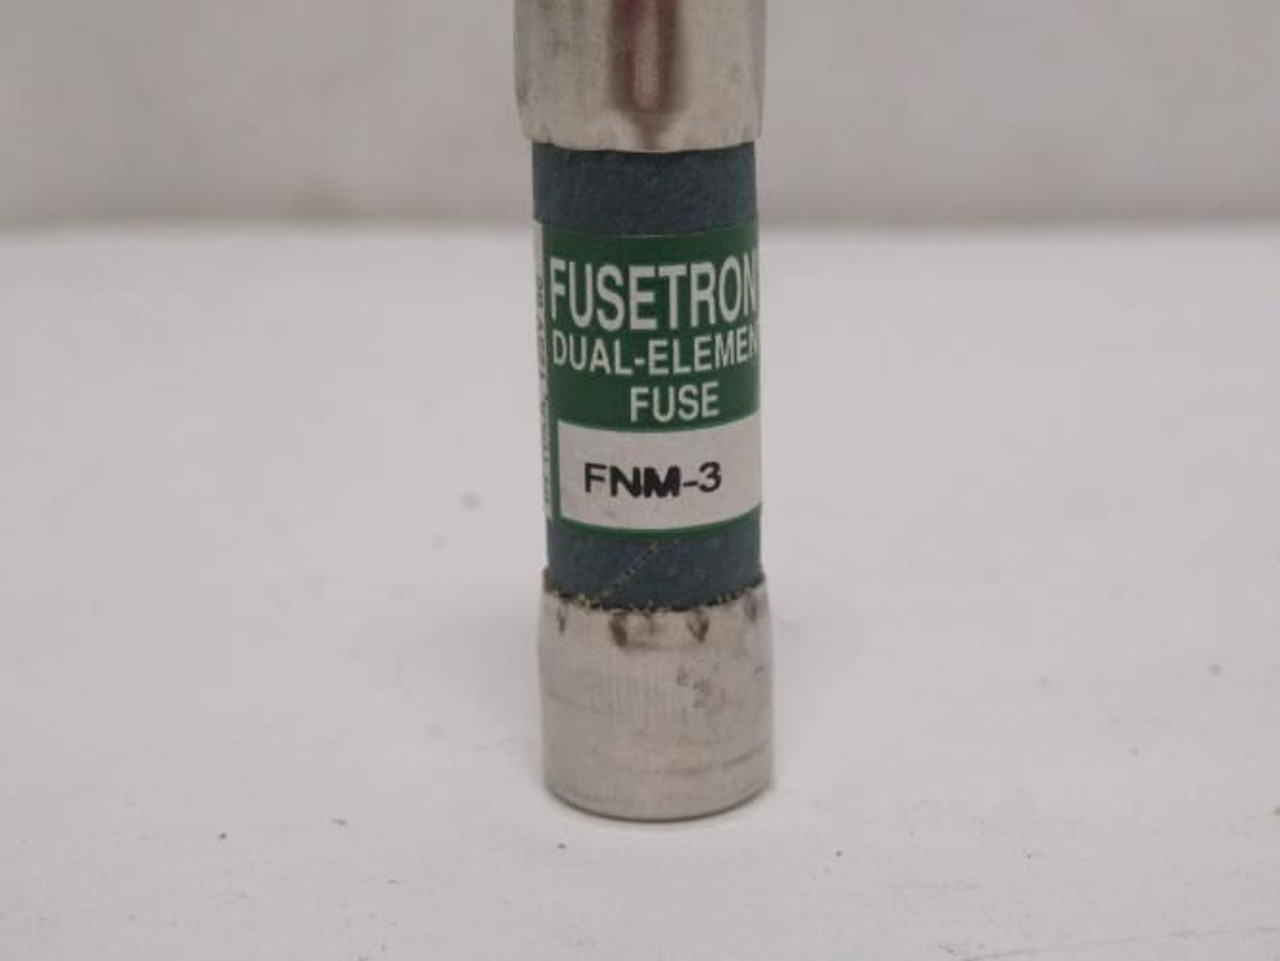 FUSETRON
DUAL-ELEMEN
FUSE
FNM-3